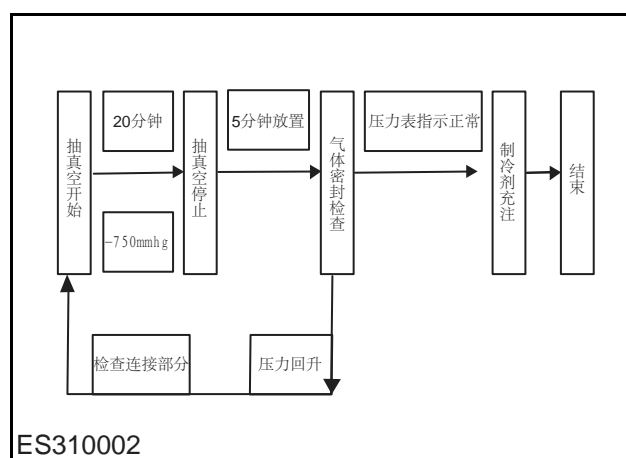 抽真空开始
20分钟
-750mmhg
抽真空停止
5分钟放置
气体密封检查
压力表指示正常
制冷剂充注
结束
检查连接部分
压力回升
ES310002